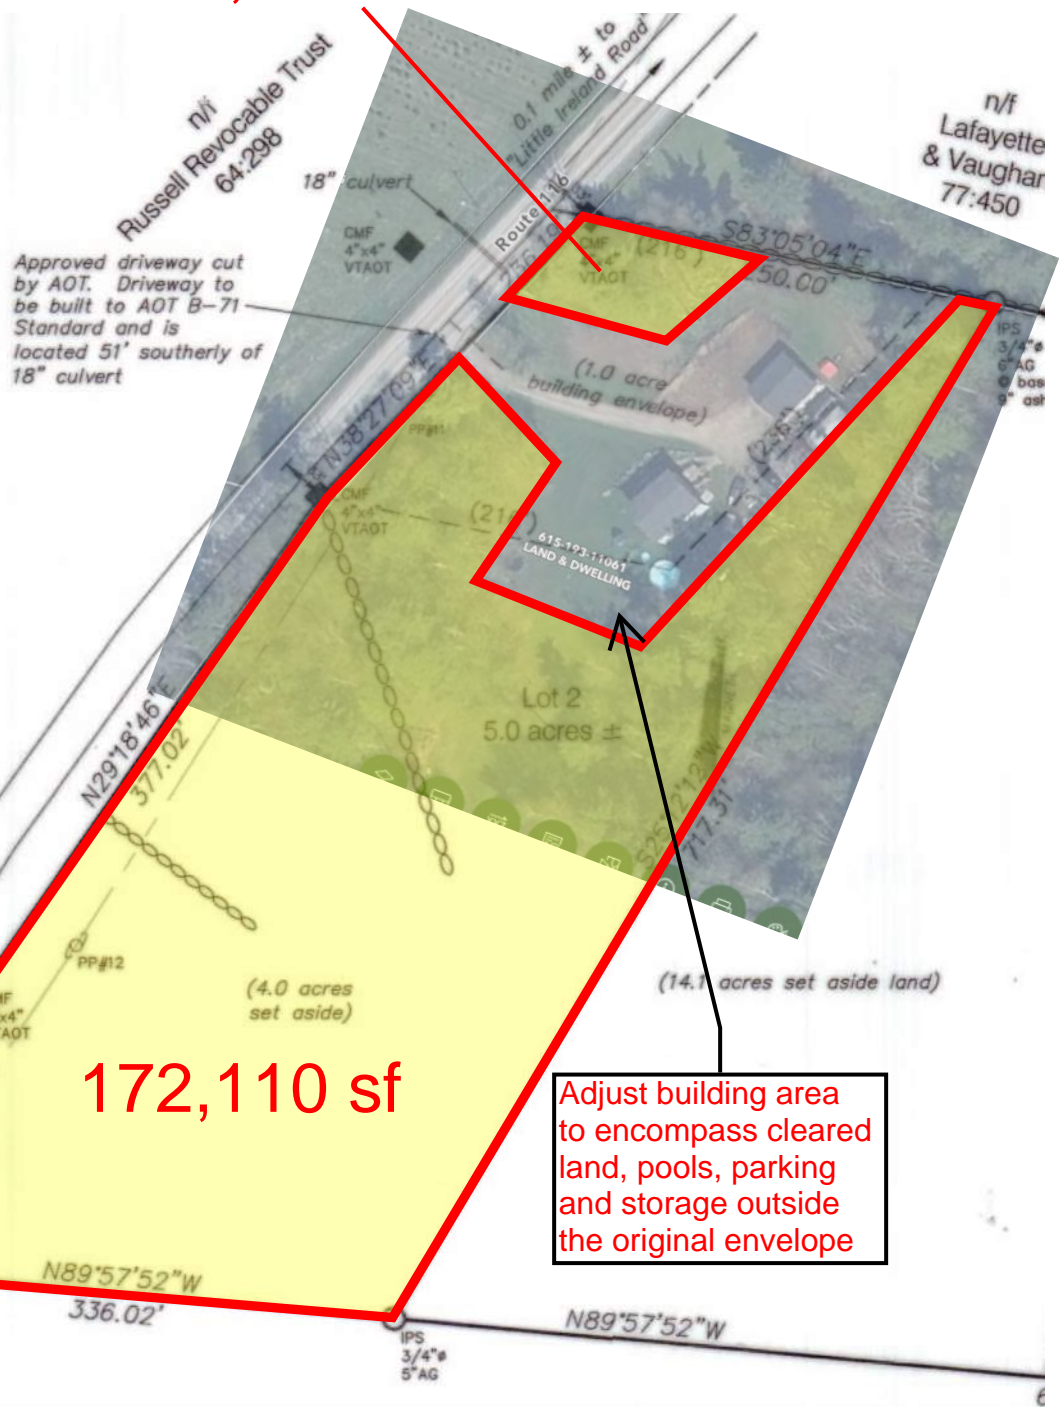 n/f
Russell Revocable Trust
64:298
0.1 mile ± to
"Little Ireland Road"
n/f
Lafayette
& Vaughan
77:450
18" culvert
Route 116
CMF
4"x4"
VTAOT
CMF
4"x4"
VTAOT
(216')
S83°05'04"E
250.00'
Approved driveway cut
by AOT. Driveway to
be built to AOT B-71
Standard and is
located 51' southerly of
18" culvert
IPS
3/4"ø
6"AG
@ bas
9" ash
(1.0 acre
building envelope)
N38°27'09"E
PP#11
CMF
4"x4"
VTAOT
615-193-11061
LAND & DWELLING
Lot 2
5.0 acres ±
N29°18'46"E
377.02'
717.31'
PP#12
(4.0 acres
set aside)
(14.1 acres set aside land)
172,110 sf
Adjust building area
to encompass cleared
land, pools, parking
and storage outside
the original envelope
N89°57'52"W
336.02'
N89°57'52"W
IPS
3/4"ø
5"AG